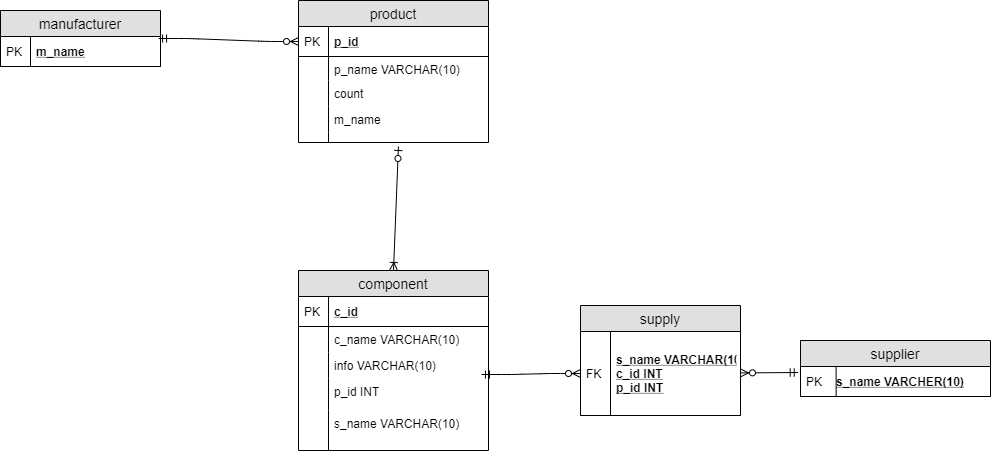 manufacturer
PK m_name
product
PK p_id
p_name VARCHAR(10)
count
m_name
component
PK c_id
c_name VARCHAR(10)
info VARCHAR(10)
p_id INT
s_name VARCHAR(10)
supply
s_name VARCHAR(1(
FK c_id INT
p_id INT
supplier
PK s_name VARCHER(10)